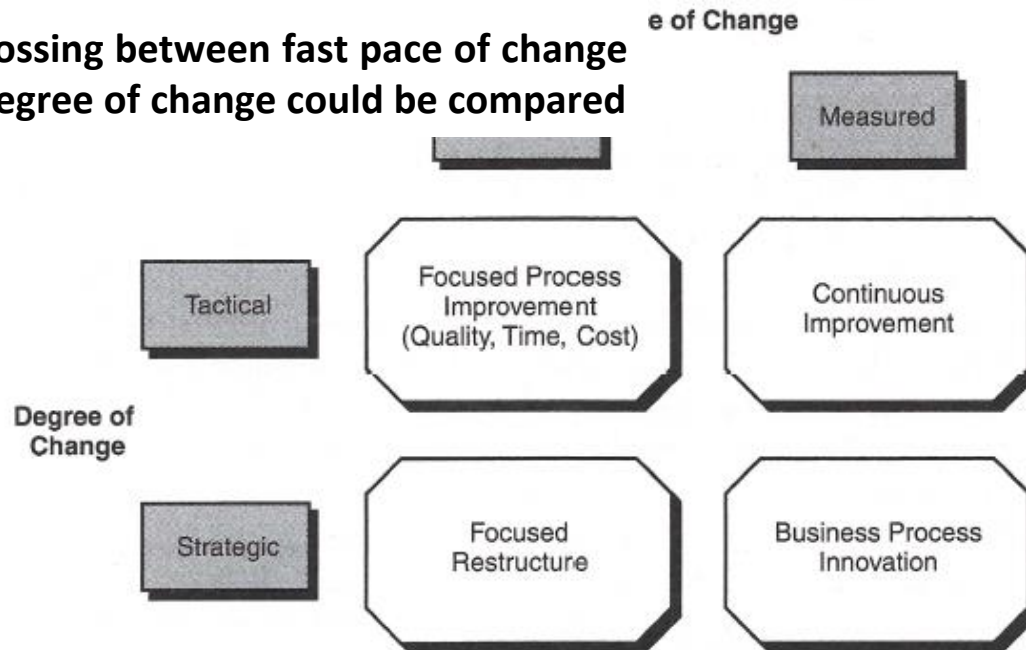 e of Change
ossing between fast pace of change
egree of change could be compared
Measured
Tactical
Focused Process
Improvement
(Quality, Time, Cost)
Continuous
Improvement
Degree of
Change
Strategic
Focused
Restructure
Business Process
Innovation